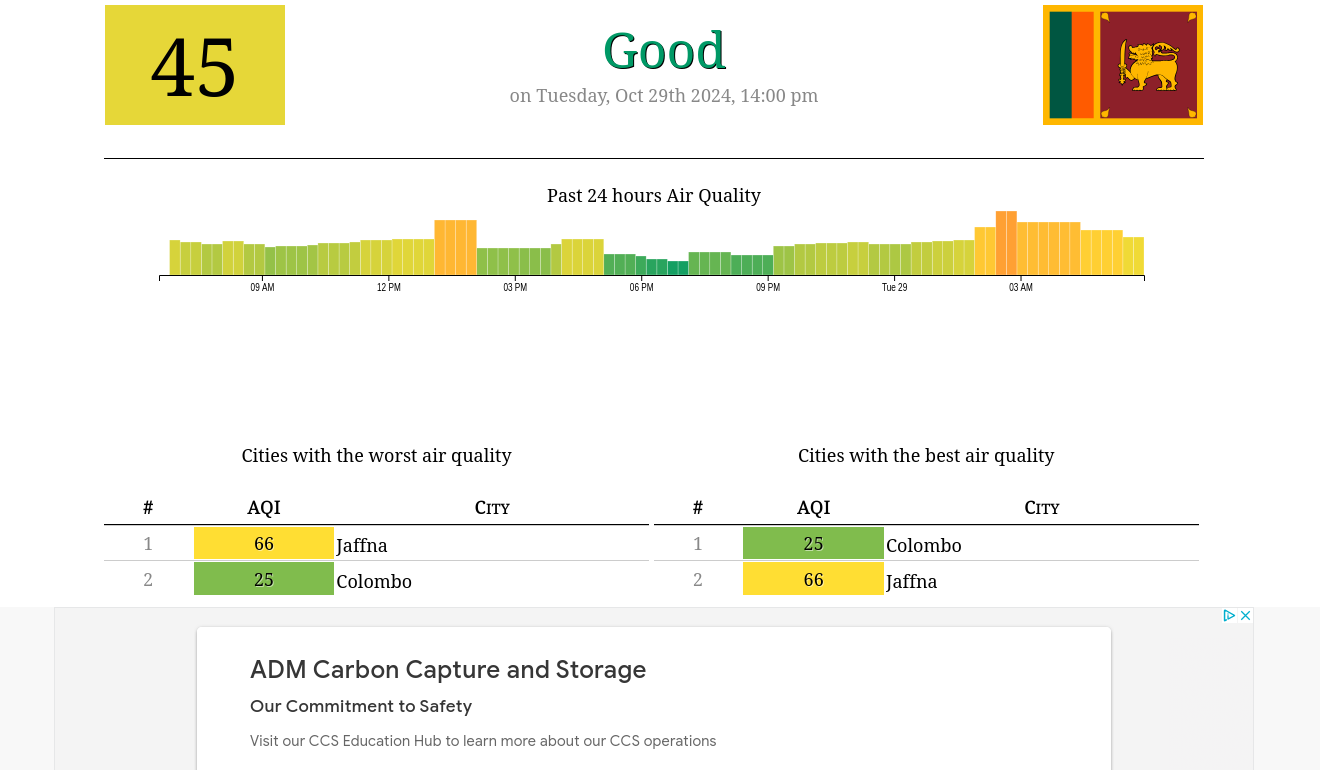 45
Good
on Tuesday, Oct 29th 2024, 14:00 pm
Past 24 hours Air Quality
09 AM 12 PM 03 PM 06 PM 09 PM Tue 29 03 AM
Cities with the worst air quality
# AQI City
1 66 Jaffna
2 25 Colombo
Cities with the best air quality
# AQI City
1 25 Colombo
2 66 Jaffna
ADM Carbon Capture and Storage
Our Commitment to Safety
Visit our CCS Education Hub to learn more about our CCS operations